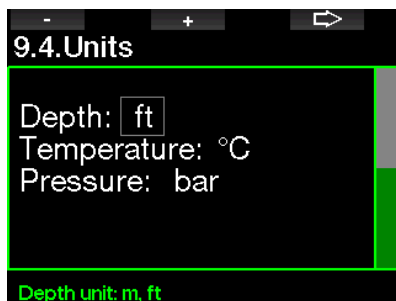 - +
9.4.Units
Depth: ft
Temperature: °C
Pressure: bar
Depth unit: m, ft